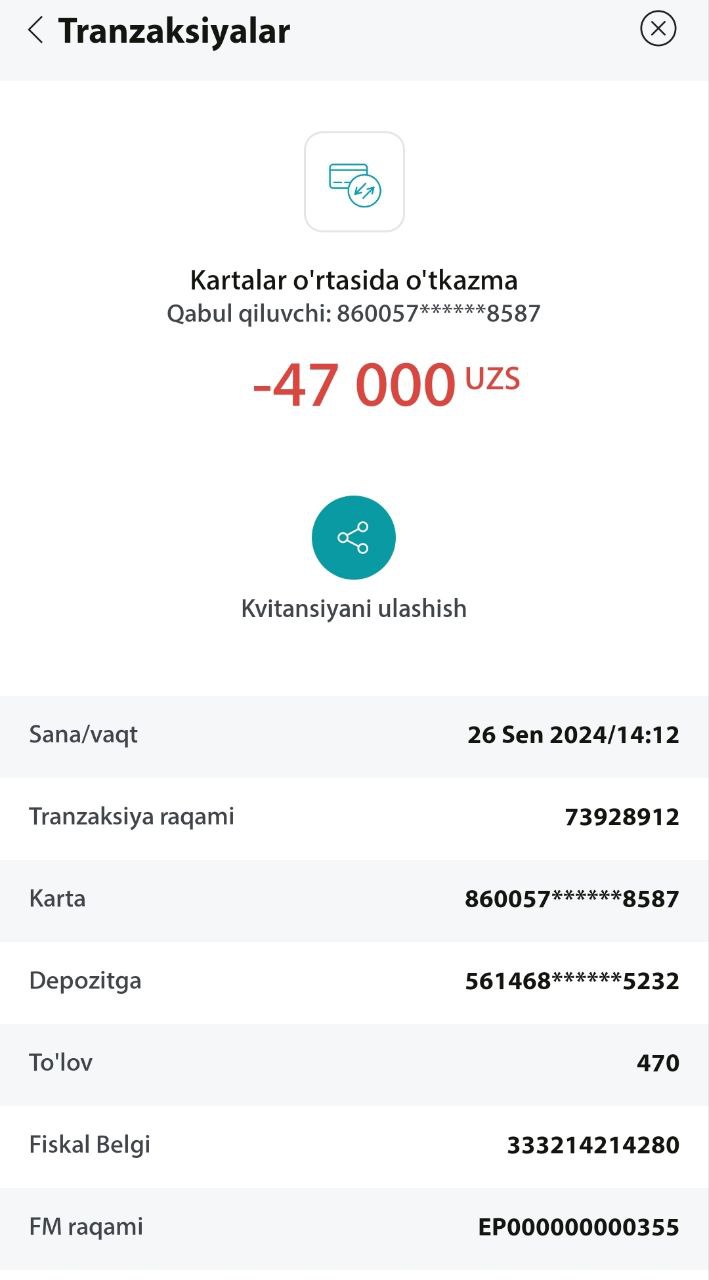 Tranzaksiyalar
Kartalar o'rtasida o'tkazma
Qabul qiluvchi: 860057******8587
-47 000 UZS
Kvitansiyani ulashish
Sana/vaqt 26 Sen 2024/14:12
Tranzaksiya raqami 73928912
Karta 860057******8587
Depozitga 561468******5232
To'lov 470
Fiskal Belgi 333214214280
FM raqami EP000000000355